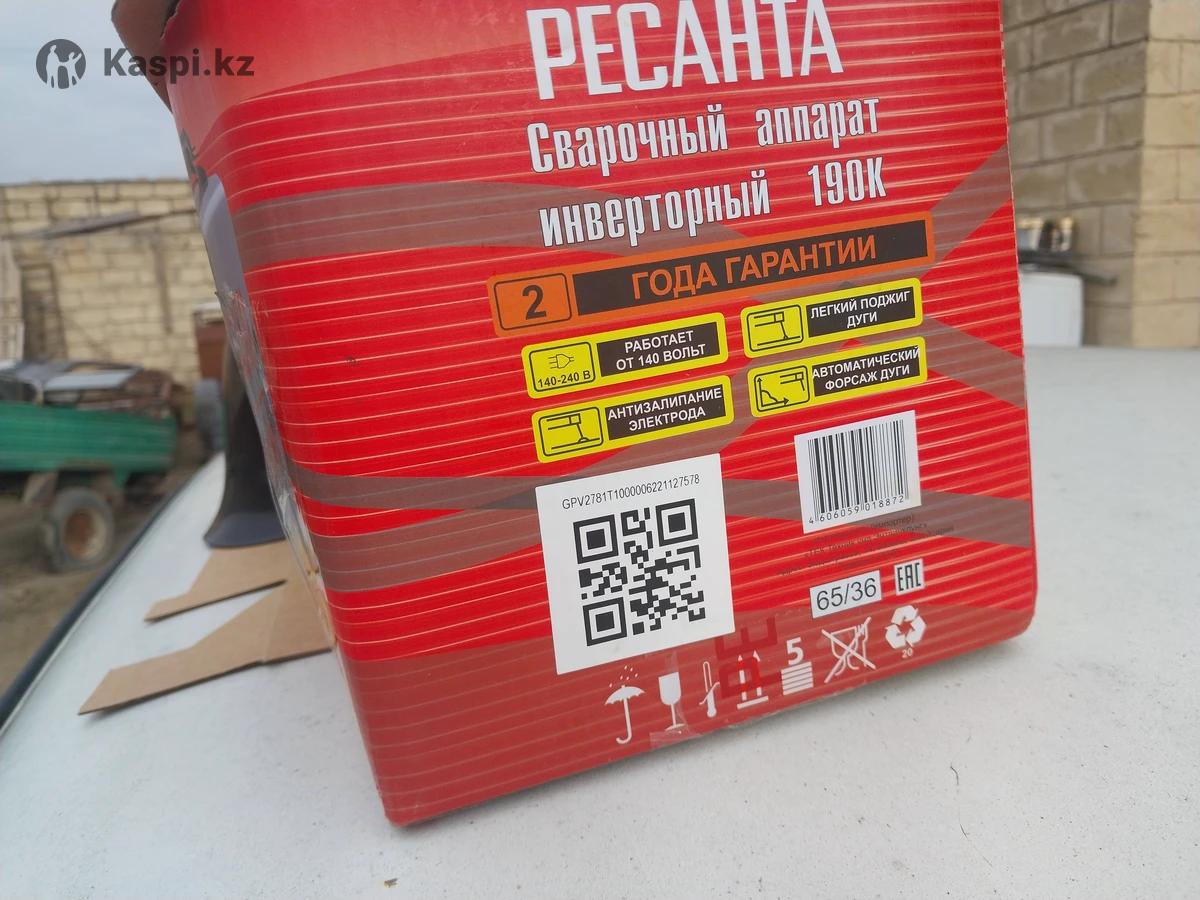 Kaspi.kz
РЕСАНТА
Сварочный аппарат
инверторный 190К
2 ГОДА ГАРАНТИИ
140-240 В
РАБОТАЕТ
ОТ 140 ВОЛЬТ
ЛЕГКИЙ ПОДЖИГ
ДУГИ
АНТИЗАЛИПАНИЕ
ЭЛЕКТРОДА
АВТОМАТИЧЕСКИЙ
ФОРСАЖ ДУГИ
GPV2781T1000006221127578
4 606059 018872
65/36
EAC
5
20